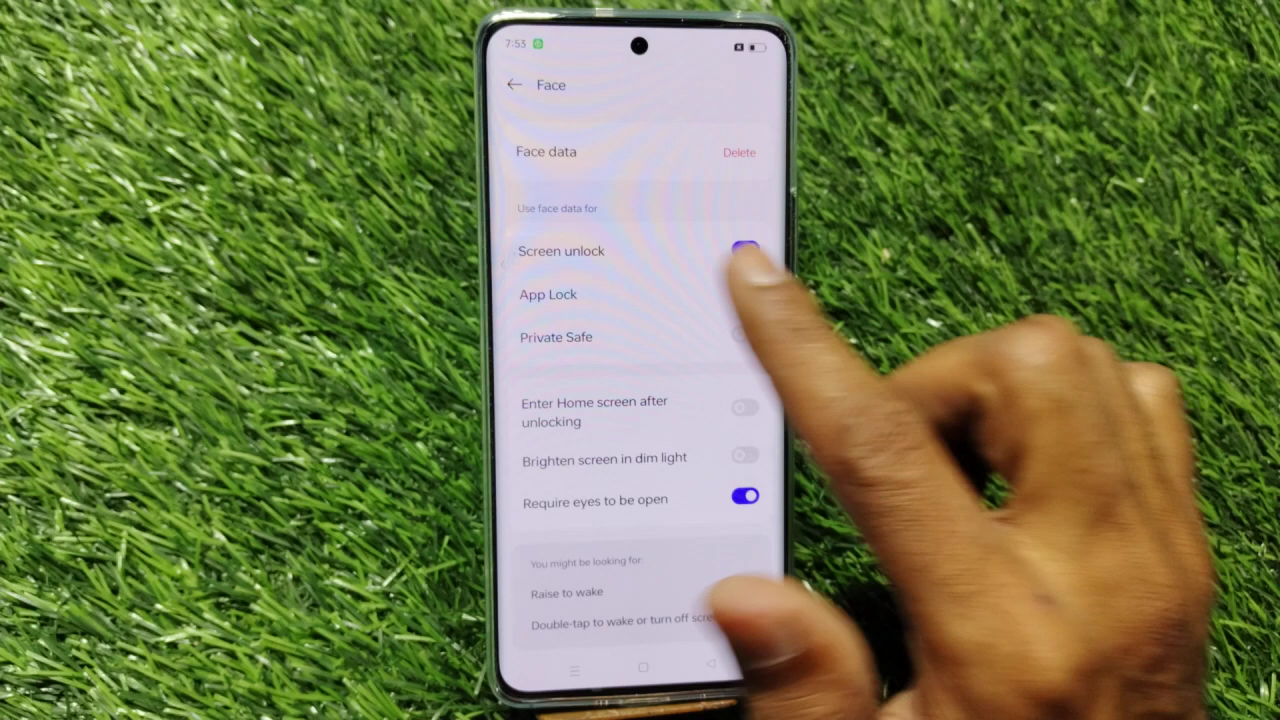 7:53
Face
Face data
Delete
Use face data for
Screen unlock
App Lock
Private Safe
Enter Home screen after
unlocking
Brighten screen in dim light
Require eyes to be open
You might be looking for:
Raise to wake
Double-tap to wake or turn off